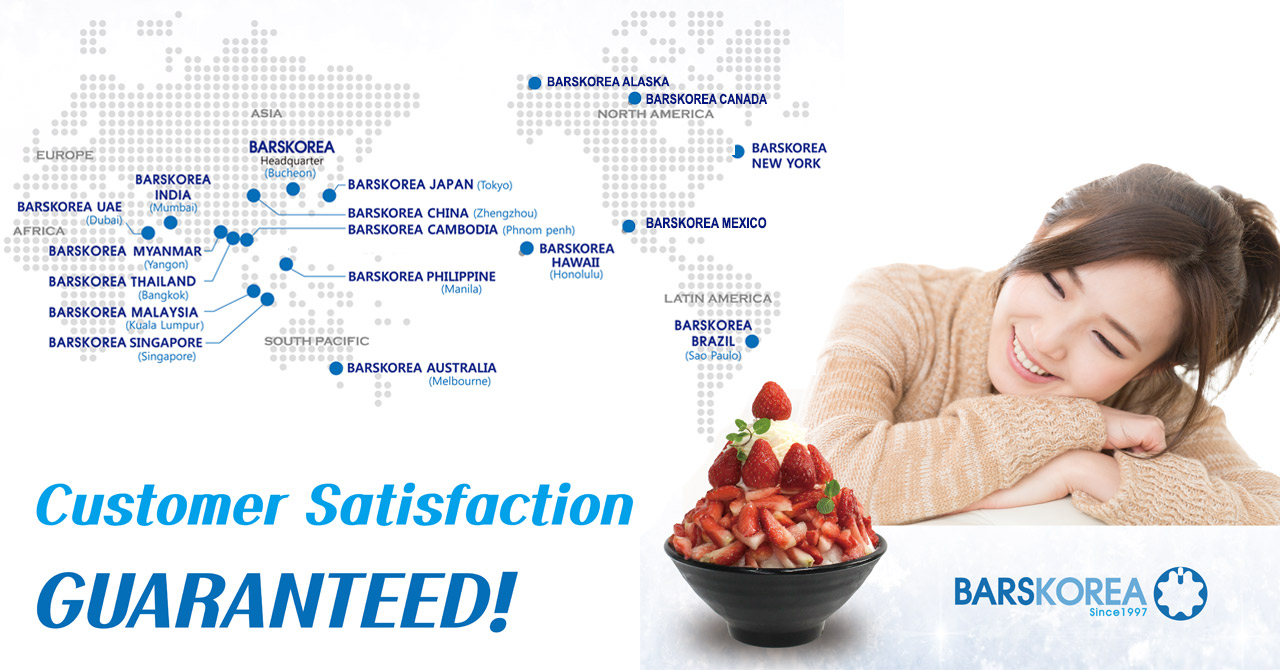 BARSKOREA ALASKA
BARSKOREA CANADA
NORTH AMERICA
ASIA
EUROPE
BARSKOREA
Headquarter
(Bucheon)
BARSKOREA
NEW YORK
BARSKOREA
INDIA
(Mumbai)
BARSKOREA JAPAN (Tokyo)
BARSKOREA UAE
(Dubai)
BARSKOREA CHINA (Zhengzhou)
BARSKOREA MEXICO
AFRICA
BARSKOREA CAMBODIA (Phnom penh)
BARSKOREA MYANMAR
(Yangon)
BARSKOREA
HAWAII
(Honolulu)
BARSKOREA THAILAND
(Bangkok)
BARSKOREA PHILIPPINE
(Manila)
LATIN AMERICA
BARSKOREA MALAYSIA
(Kuala Lumpur)
BARSKOREA
BRAZIL
(Sao Paulo)
BARSKOREA SINGAPORE
(Singapore)
SOUTH PACIFIC
BARSKOREA AUSTRALIA
(Melbourne)
Customer Satisfaction
GUARANTEED!
BARSKOREA
Since1997